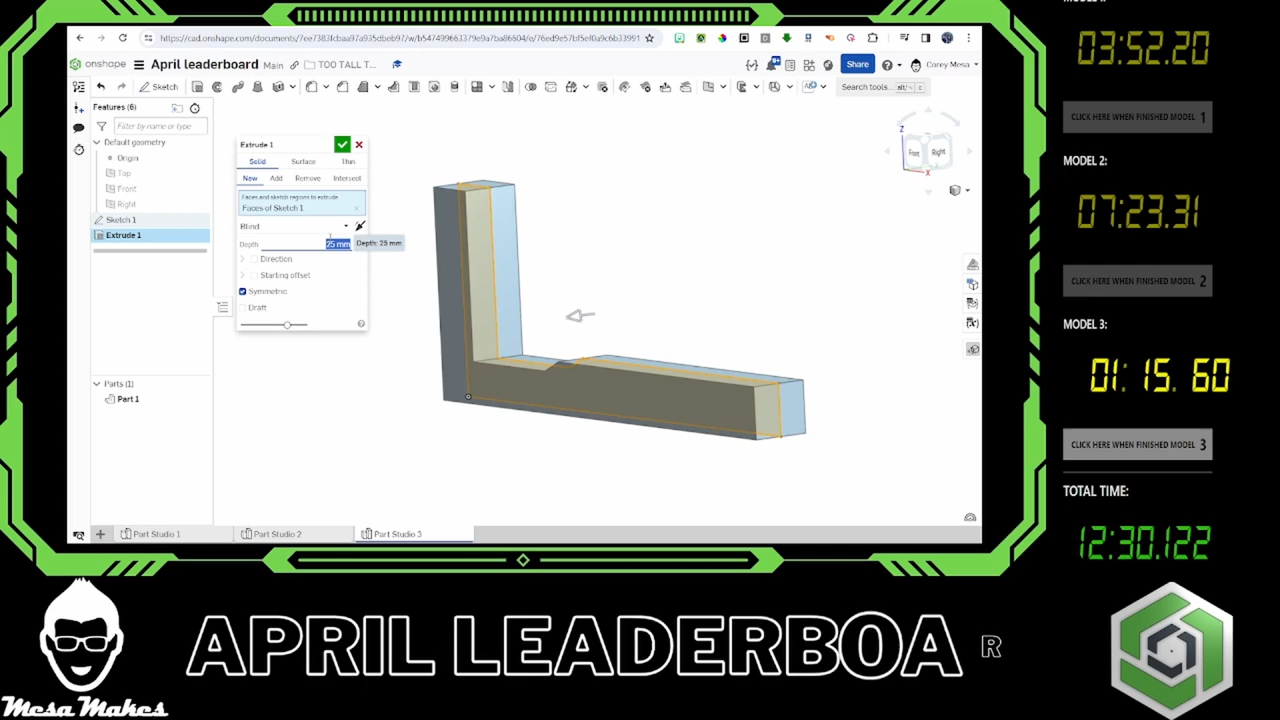 https://cad.onshape.com/documents/
onshape
April leaderboard
Main
TOO TALL T...
Share
Corey Mesa
Sketch
Search tools...
alt/⌥
c
Features (6)
Filter by name or type
Default geometry
Origin
Top
Front
Right
Sketch 1
Extrude 1
Parts (1)
Part 1
Extrude 1
Solid
Surface
Thin
New
Add
Remove
Intersect
Faces and sketch regions to extrude
Faces of Sketch 1
Blind
Depth
25 mm
Depth: 25 mm
Direction
Starting offset
Symmetric
Draft
Z
Front
Right
X
Part Studio 1
Part Studio 2
Part Studio 3
03:52.20
CLICK HERE WHEN FINISHED MODEL 1
MODEL 2:
07:23.31
CLICK HERE WHEN FINISHED MODEL 2
MODEL 3:
01:15.60
CLICK HERE WHEN FINISHED MODEL 3
TOTAL TIME:
12:30.122
APRIL LEADERBOA R
Mesa Makes